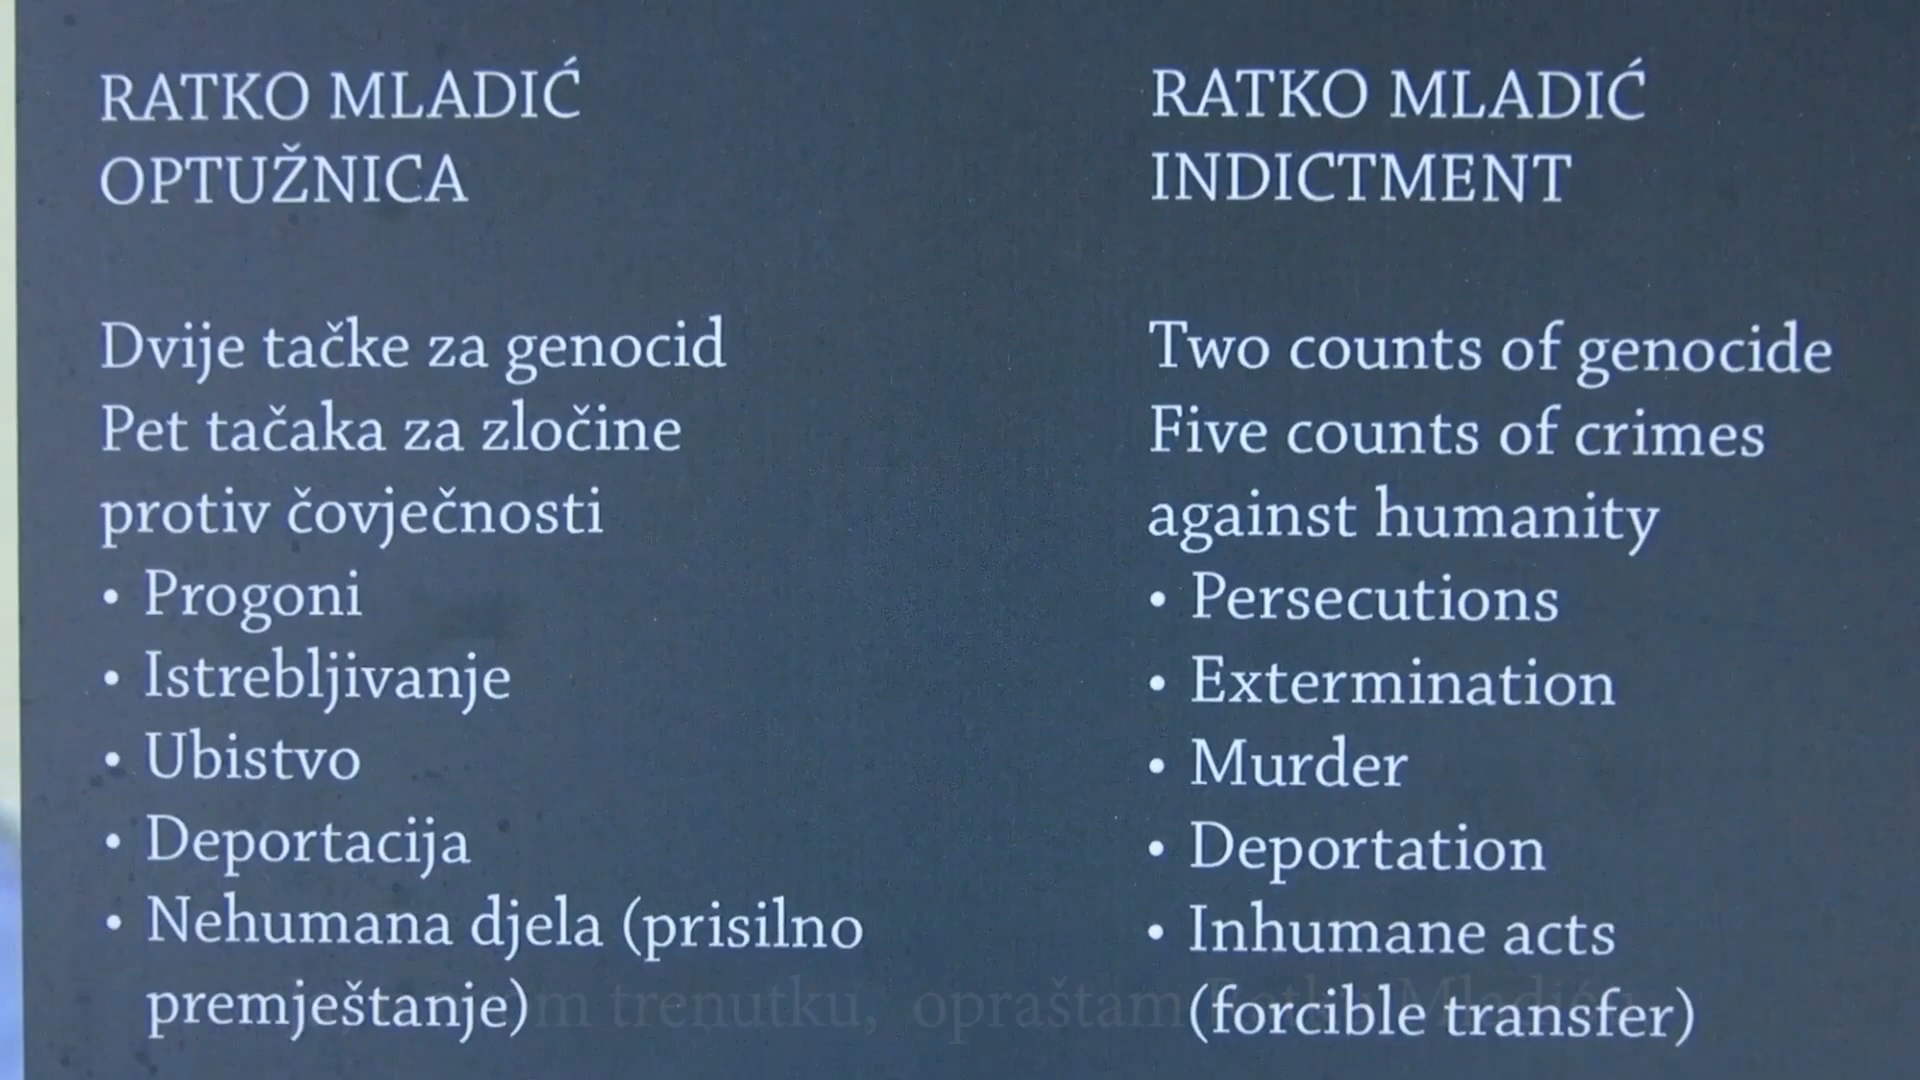 RATKO MLADIĆ
OPTUŽNICA
Dvije tačke za genocid
Pet tačaka za zločine
protiv čovječnosti
• Progoni
• Istrebljivanje
• Ubistvo
• Deportacija
• Nehumana djela (prisilno
premještanje)
RATKO MLADIĆ
INDICTMENT
Two counts of genocide
Five counts of crimes
against humanity
• Persecutions
• Extermination
• Murder
• Deportation
• Inhumane acts
(forcible transfer)
trenutku, opraštam